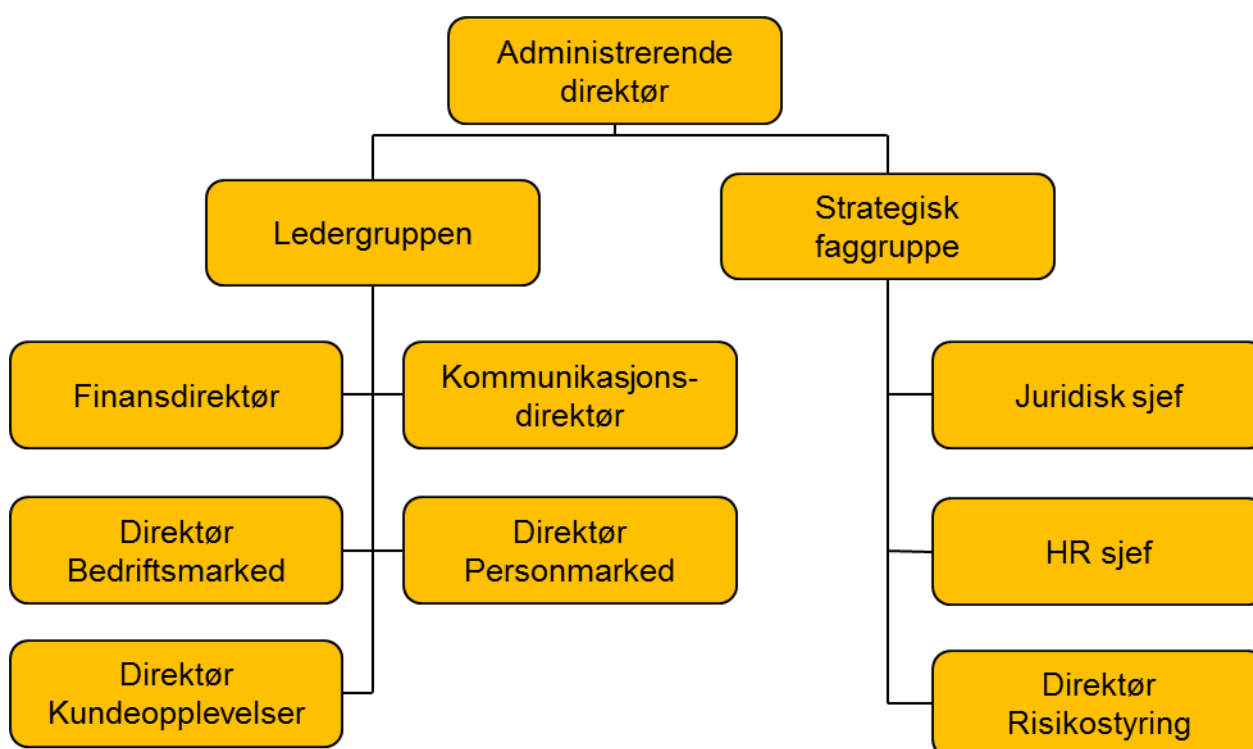 Administrerende
direktør
Ledergruppen
Strategisk
faggruppe
Finansdirektør
Kommunikasjons-
direktør
Juridisk sjef
Direktør
Bedriftsmarked
Direktør
Personmarked
HR sjef
Direktør
Kundeopplevelser
Direktør
Risikostyring